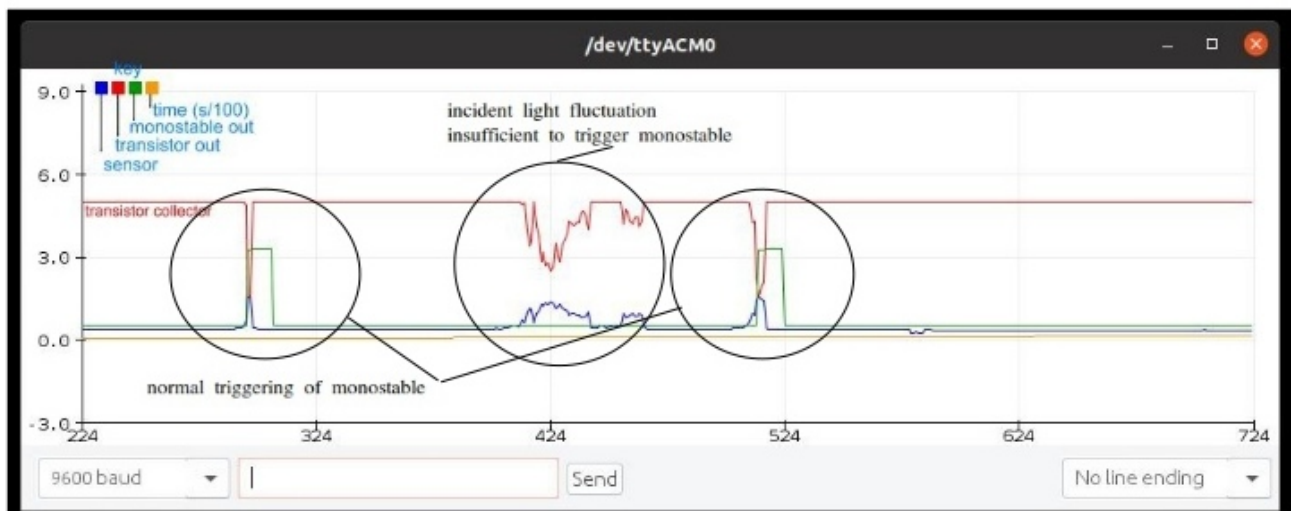 /dev/ttyACM0
key
time (s/100)
monostable out
transistor out
sensor
incident light fluctuation
insufficient to trigger monostable
9.0
6.0
transistor collector
3.0
0.0
normal triggering of monostable
-3.0
224 324 424 524 624 724
9600 baud Send No line ending